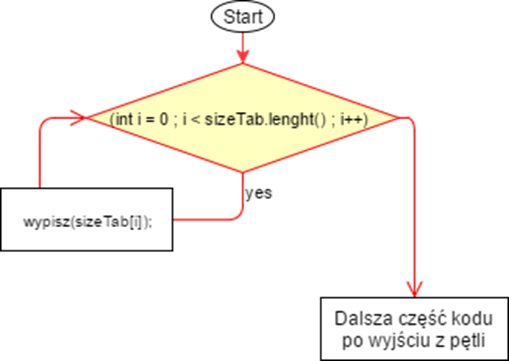 Start
(int i = 0 ; i < sizeTab.lenght() ; i++)
yes
wypisz(sizeTab[i]);
Dalsza część kodu
po wyjściu z pętli